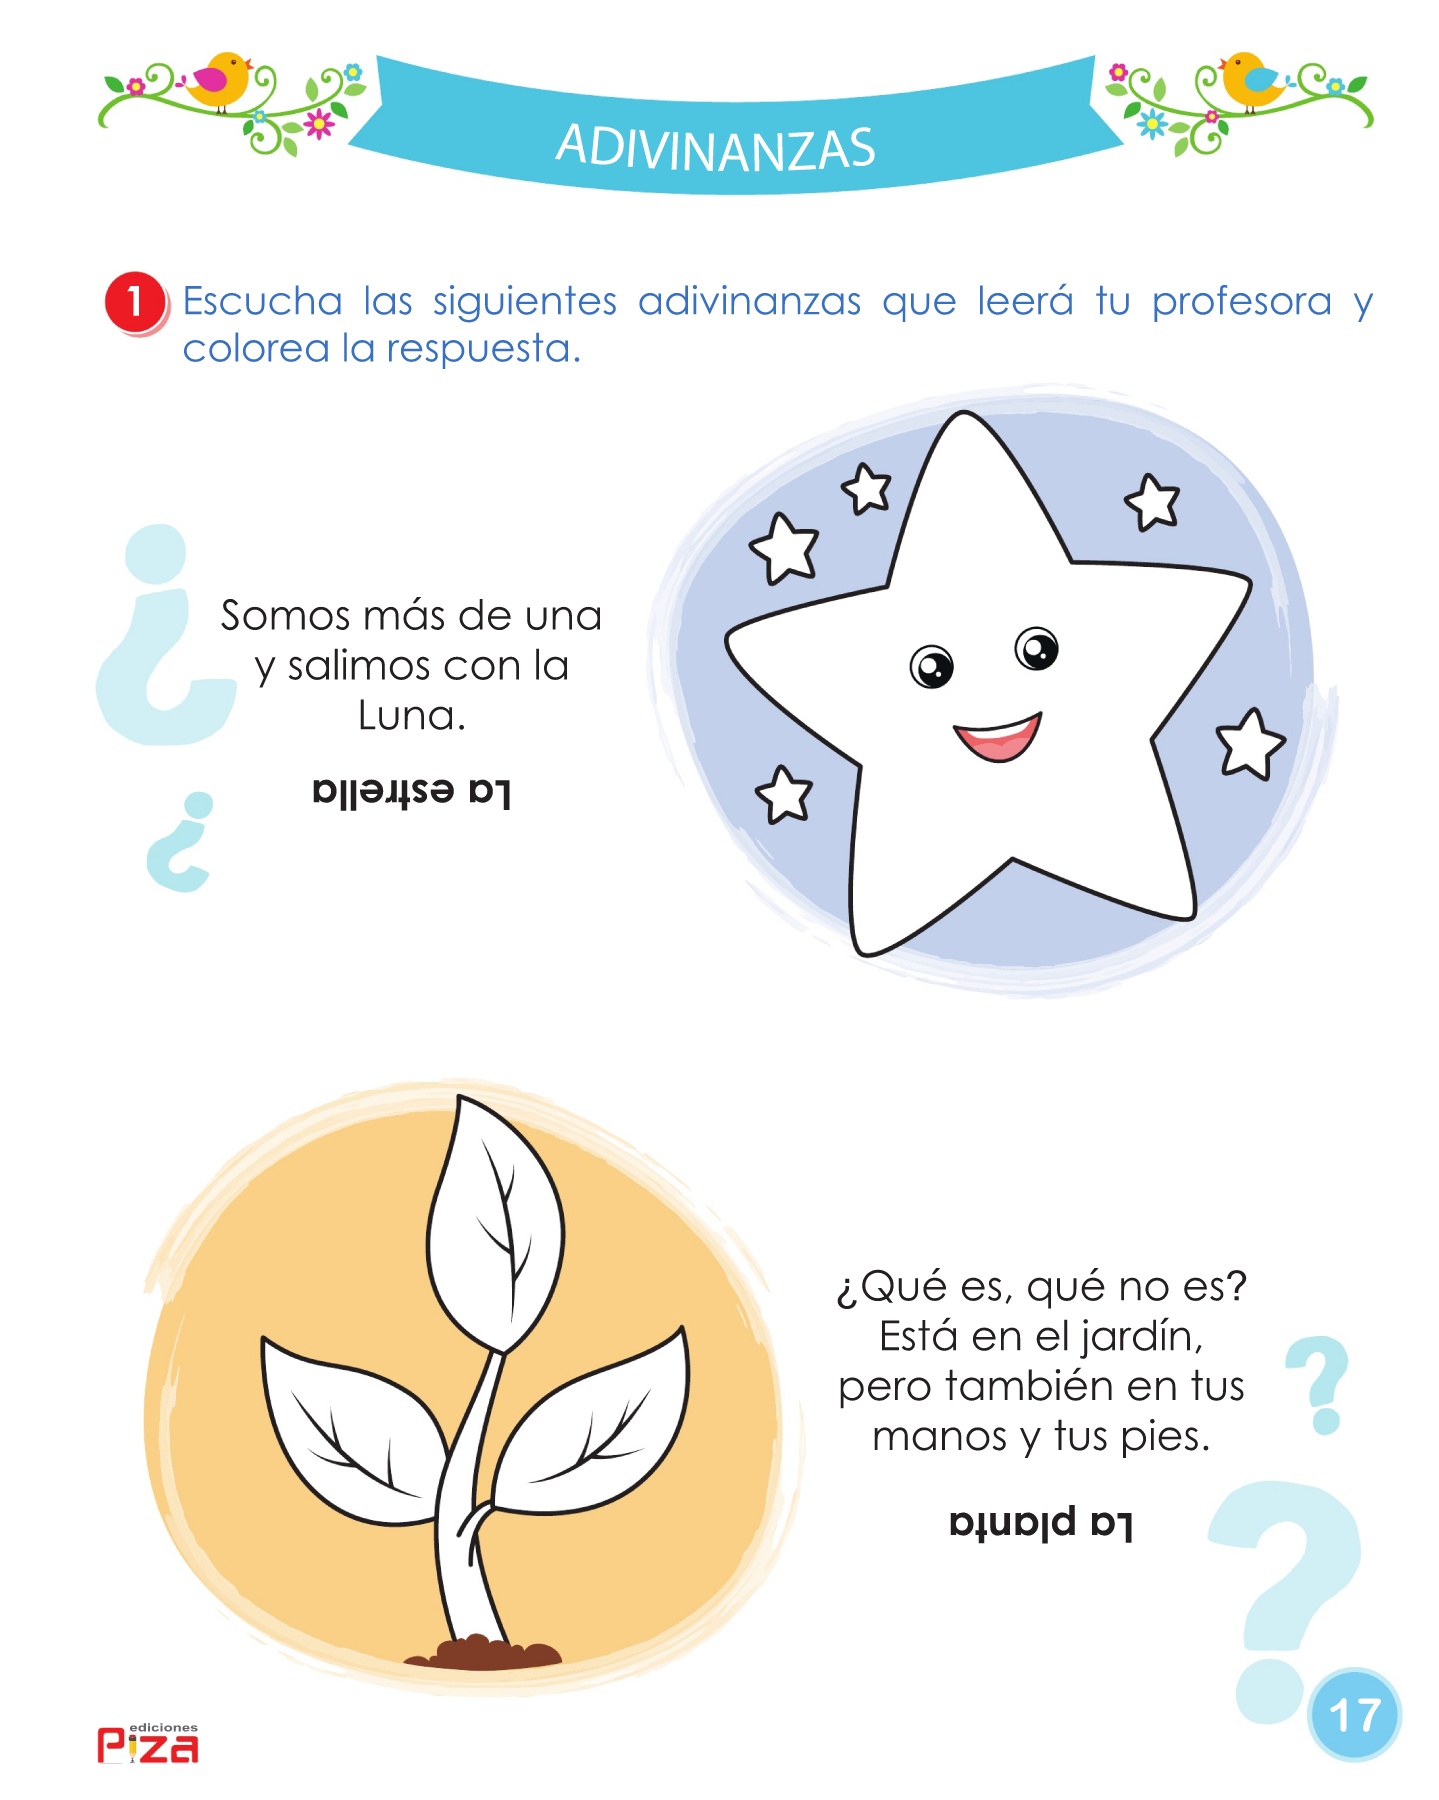 ADIVINANZAS
1 Escucha las siguientes adivinanzas que leerá tu profesora y
colorea la respuesta.
¿
Somos más de una
y salimos con la
Luna.
La estrella
¿
¿Qué es, qué no es?
Está en el jardín,
pero también en tus
manos y tus pies.
?
La planta
?
17
ediciones
Piza